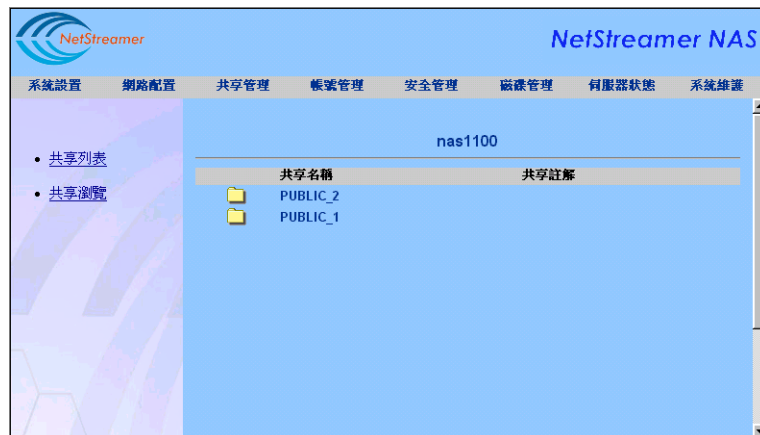 NetStreamer
NetStreamer NAS
系統設置 網路配置 共享管理 帳號管理 安全管理 磁碟管理 伺服器狀態 系統維護
nas1100
共享列表
共享瀏覽
共享名稱 共享註解
PUBLIC_2
PUBLIC_1